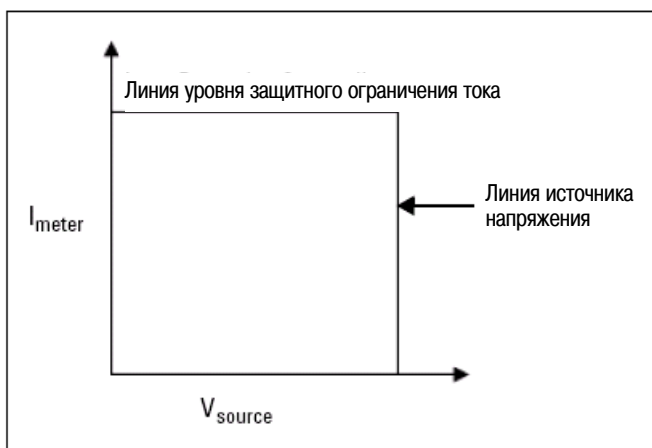 Линия уровня защитного ограничения тока
Линия источника
напряжения
I meter
V source